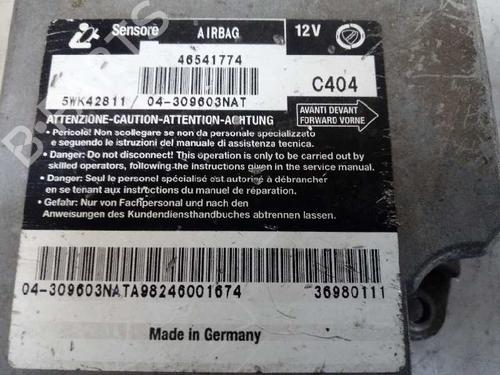 Sensore AIRBAG 12V
46541774
C404
5WK42811 / 04-309603NAT
AVANTI DEVANT
FORWARD VORNE
ATTENZIONE-CAUTION-ATTENTION-ACHTUNG
• Pericolo! Non scollegare se non da personale specializzato
e seguendo le istruzioni del manuale di assistenza tecnica.
• Danger: Do not disconnect! This operation is only to be carried out by
skilled operators, following the instructions given in the service manual.
• Danger: Seul le personel spécialisé est autorisé à débrancher
en se tenant aux instructions du manuel de réparation.
• Gefahr: Nur von Fachpersonal und nach den
Anweisungen des Kundendiensthandbuches abtrennen lassen.
04-309603NATA98246001674 36980111
Made in Germany